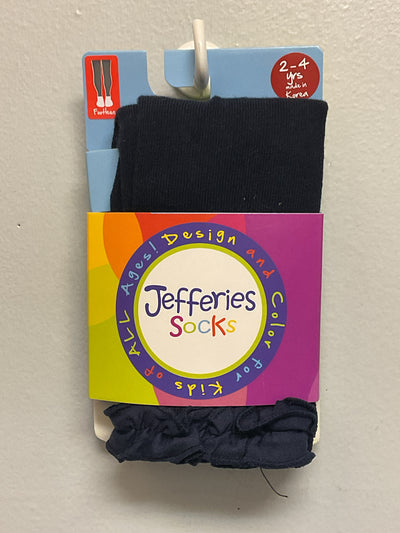 Footless
2-4
yrs
made in
Korea
Design and Color for Kids of ALL Ages!
Jefferies
Socks